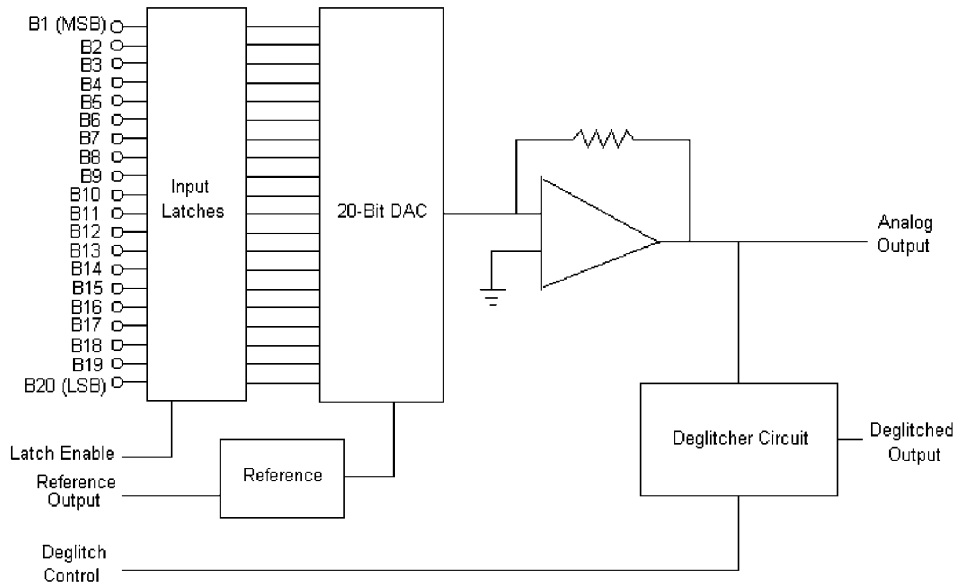 B1 (MSB)
B2
B3
B4
B5
B6
B7
B8
B9
B10
B11
B12
B13
B14
B15
B16
B17
B18
B19
B20 (LSB)
Input
Latches
20-Bit DAC
Analog
Output
Latch Enable
Reference
Output
Reference
Deglitcher Circuit
Deglitched
Output
Deglitch
Control